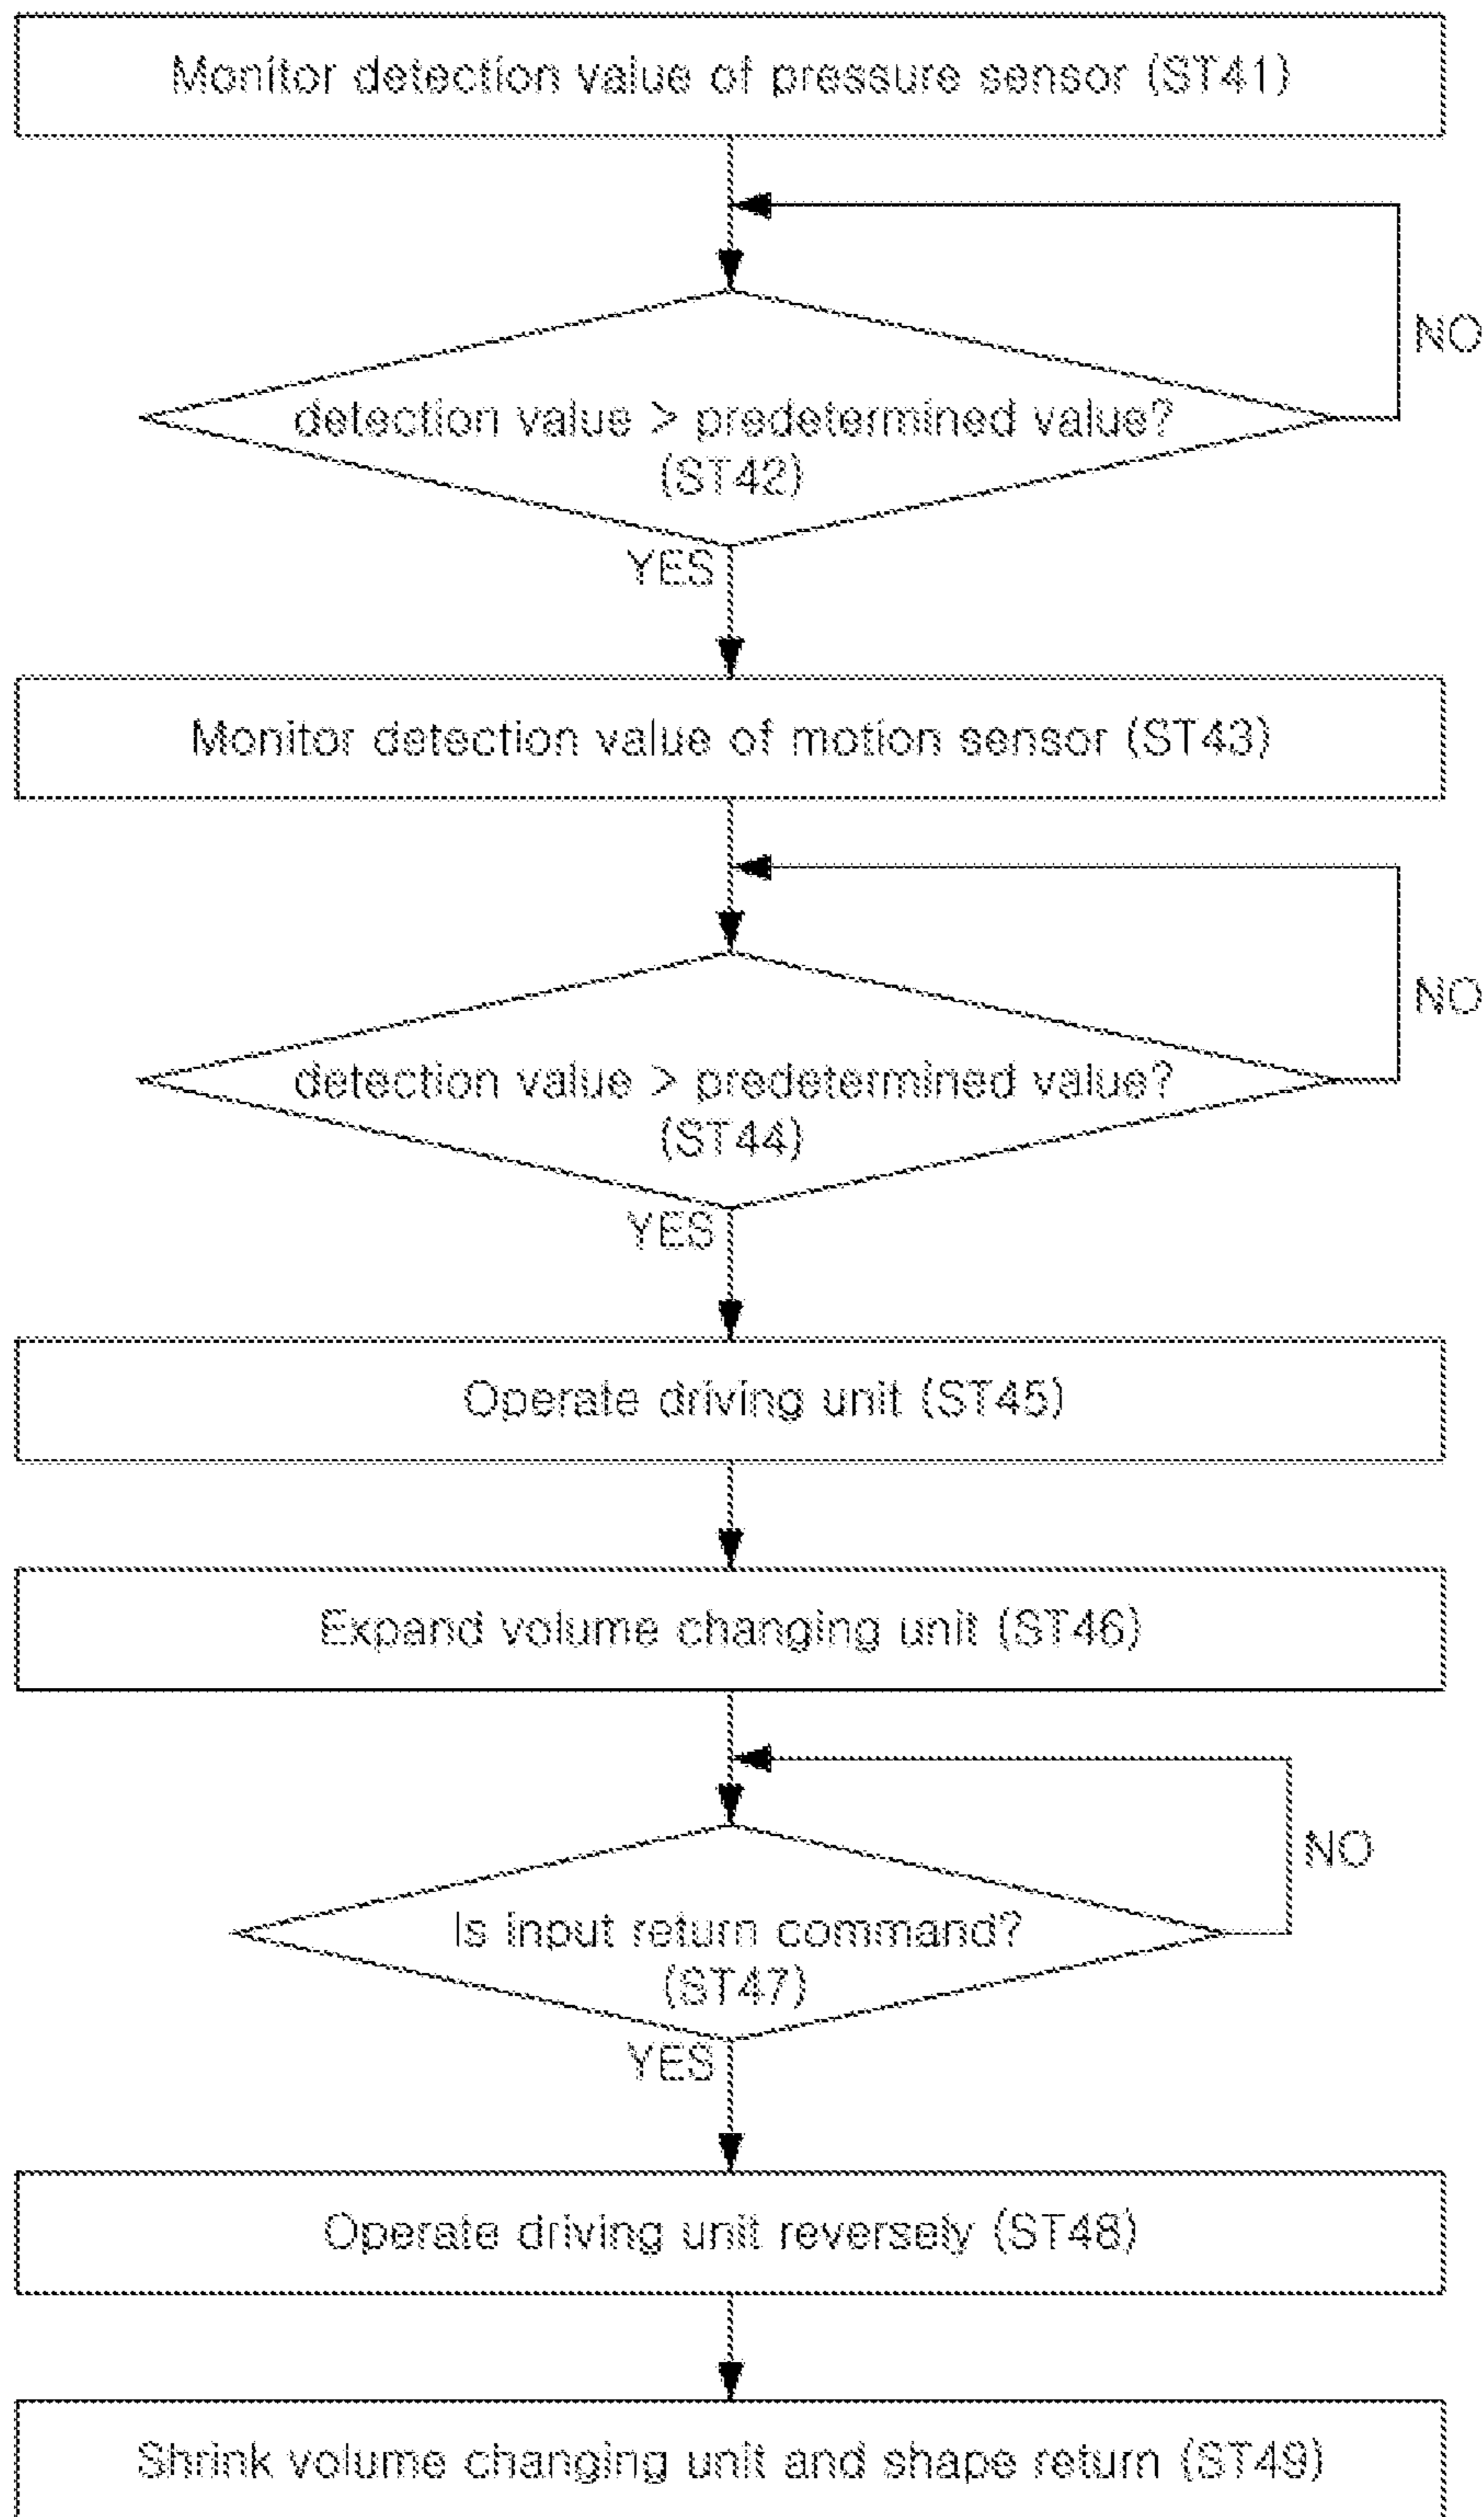 Monitor detection value of pressure sensor (ST41)
NO
detection value > predetermined value?
(ST42)
YES
Monitor detection value of motion sensor (ST43)
NO
detection value > predetermined value?
(ST44)
YES
Operate driving unit (ST45)
Expand volume changing unit (ST46)
NO
Is input return command?
(ST47)
YES
Operate driving unit reversely (ST48)
Shrink volume changing unit and shape return (ST49)